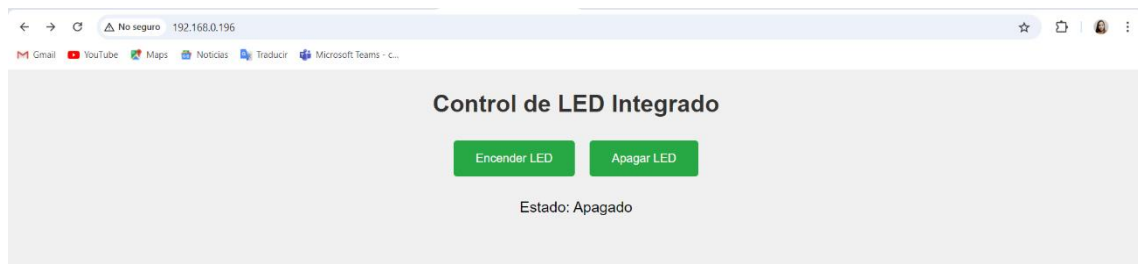 No seguro 192.168.0.196
Gmail YouTube Maps Noticias Traducir Microsoft Teams - c...
Control de LED Integrado
Encender LED Apagar LED
Estado: Apagado